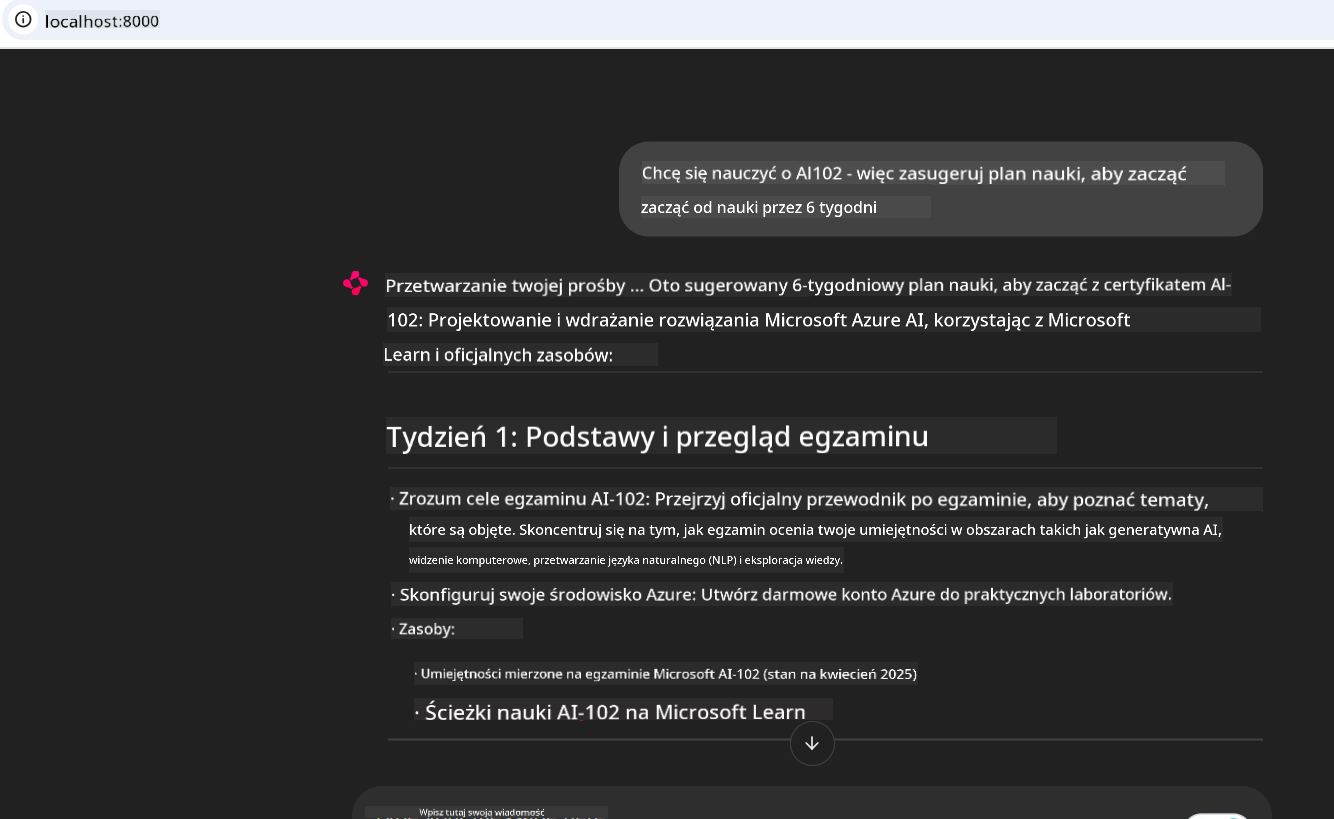 localhost:8000
Chcę się nauczyć o AI102 - więc zasugeruj plan nauki, aby zacząć
zacząć od nauki przez 6 tygodni
Przetwarzanie twojej prośby ... Oto sugerowany 6-tygodniowy plan nauki, aby zacząć z certyfikatem AI-
102: Projektowanie i wdrażanie rozwiązania Microsoft Azure AI, korzystając z Microsoft
Learn i oficjalnych zasobów:
Tydzień 1: Podstawy i przegląd egzaminu
· Zrozum cele egzaminu AI-102: Przejrzyj oficjalny przewodnik po egzaminie, aby poznać tematy,
które są objęte. Skoncentruj się na tym, jak egzamin ocenia twoje umiejętności w obszarach takich jak generatywna AI,
widzenie komputerowe, przetwarzanie języka naturalnego (NLP) i eksploracja wiedzy.
· Skonfiguruj swoje środowisko Azure: Utwórz darmowe konto Azure do praktycznych laboratoriów.
· Zasoby:
· Umiejętności mierzone na egzaminie Microsoft AI-102 (stan na kwiecień 2025)
· Ścieżki nauki AI-102 na Microsoft Learn
Wpisz tutaj swoją wiadomość